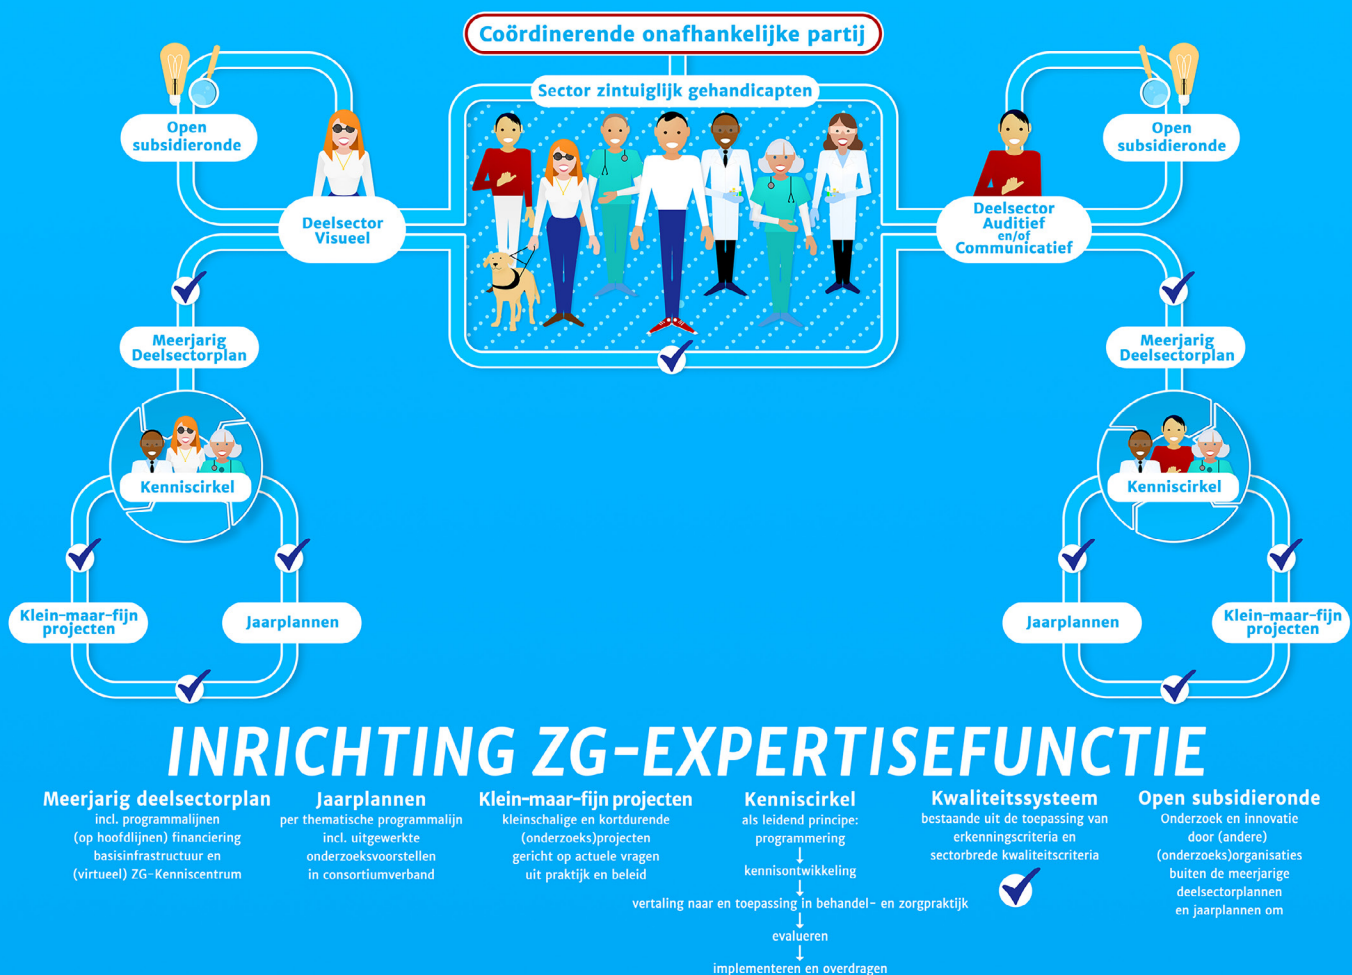 Coördinerende onafhankelijke partij
Sector zintuiglijk gehandicapten
Open
subsidieronde
Deelsector
Visueel
Deelsector
Auditief
en/of
Communicatief
Open
subsidieronde
Meerjarig
Deelsectorplan
Meerjarig
Deelsectorplan
Kenniscirkel
Kenniscirkel
Klein-maar-fijn
projecten
Jaarplannen
Jaarplannen
Klein-maar-fijn
projecten
INRICHTING ZG-EXPERTISEFUNCTIE
Meerjarig deelsectorplan
incl. programmalijnen
(op hoofdlijnen) financiering
basisinfrastructuur en
(virtueel) ZG-Kenniscentrum
Jaarplannen
per thematische programmalijn
incl. uitgewerkte
onderzoeksvoorstellen
in consortiumverband
Klein-maar-fijn projecten
kleinschalige en kortdurende
(onderzoeks)projecten
gericht op actuele vragen
uit praktijk en beleid
Kenniscirkel
als leidend principe:
programmering
kennisontwikkeling
vertaling naar en toepassing in behandel- en zorgpraktijk
evalueren
implementeren en overdragen
Kwaliteitssysteem
bestaande uit de toepassing van
erkenningscriteria en
sectorbrede kwaliteitscriteria
Open subsidieronde
Onderzoek en innovatie
door (andere)
(onderzoeks)organisaties
buiten de meerjarige
deelsectorplannen
en jaarplannen om